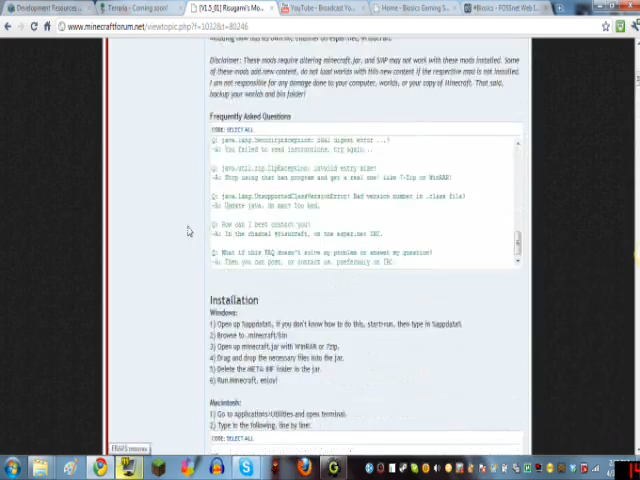 Development Resources...
Terraria - Coming soon!
[V1.5_01] Risugami's Mo...
YouTube - Broadcast Yo...
Home - Bioxics Gaming S...
#Bioxics - FOSSnet Web I...
www.minecraftforum.net/viewtopic.php?f=1032&t=80246
Disclaimer: These mods require altering minecraft.jar, and SMP may not work with these mods installed. Some
of these mods add new content, do not load worlds with this new content if the respective mod is not installed.
I am not responsible for any damage done to your computer, worlds, or your copy of Minecraft. That said,
backup your worlds and bin folder!
Frequently Asked Questions
CODE: SELECT ALL
Q: java.lang.SecurityException: SHA1 digest error ...?
-A: You failed to read instructions, try again...
Q: java.util.zip.ZipException: invalid entry size!
-A: Stop using that bad program and get a real one! Like 7-Zip or WinRAR!
Q: java.lang.UnsupportedClassVersionError: Bad version number in .class file?
-A: Update java, do most too bad.
Q: How can I best contact you?
-A: In the channel #risucraft, on the esper.net IRC.
Q: What if this FAQ doesn't solve my problem or answer my question?
-A: Then you can post, or contact me, preferably on IRC.
Installation
Windows:
1) Open up %appdata%, if you don't know how to do this, start>run, then type in %appdata%
2) Browse to .minecraft/bin
3) Open up minecraft.jar with WinRAR or 7zip.
4) Drag and drop the necessary files into the jar.
5) Delete the META-INF folder in the jar.
6) Run Minecraft, enjoy!
Macintosh:
1) Go to Applications>Utilities and open terminal.
2) Type in the following, line by line:
CODE: SELECT ALL